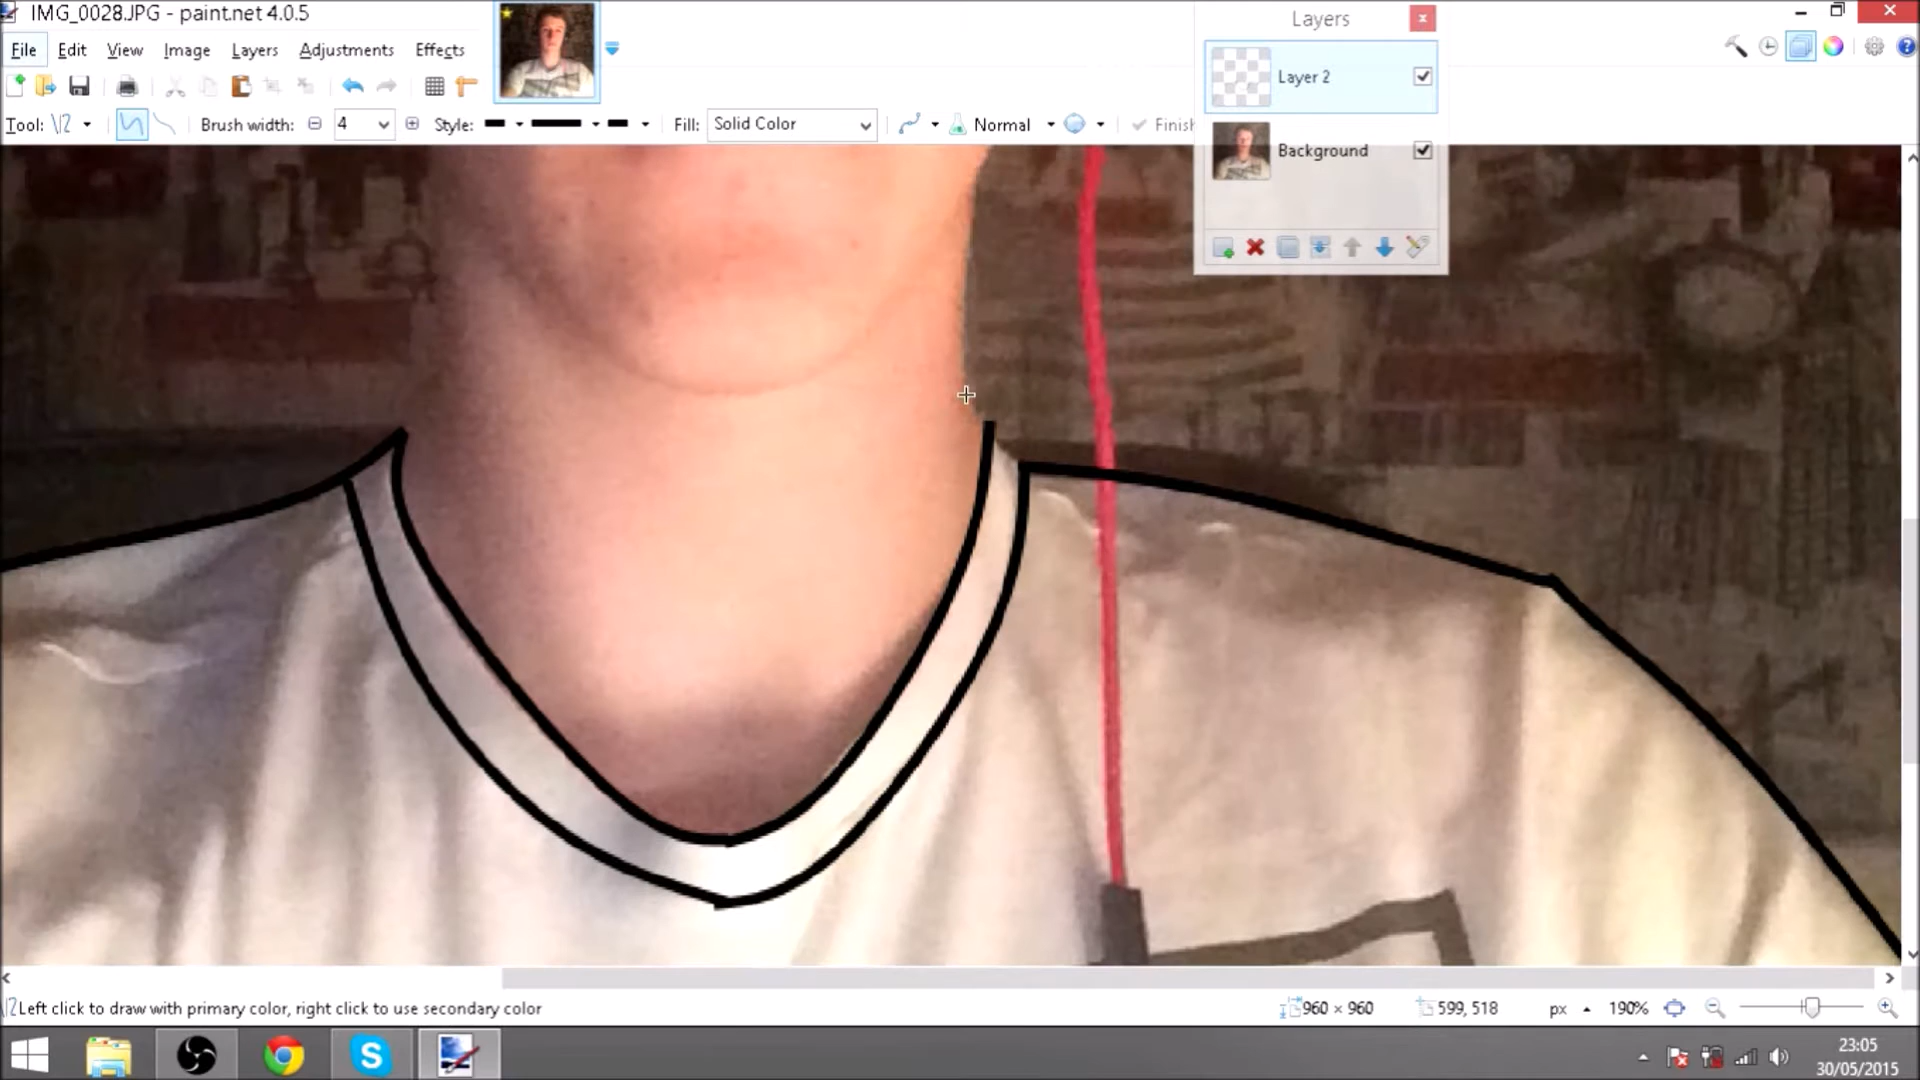 IMG_0028.JPG - paint.net 4.0.5
Layers
File Edit View Image Layers Adjustments Effects
Layer 2
Tool: Brush width: 4 Style: Fill: Solid Color Normal Finish
Background
Left click to draw with primary color, right click to use secondary color
960 × 960
599, 518
px
190%
23:05
30/05/2015